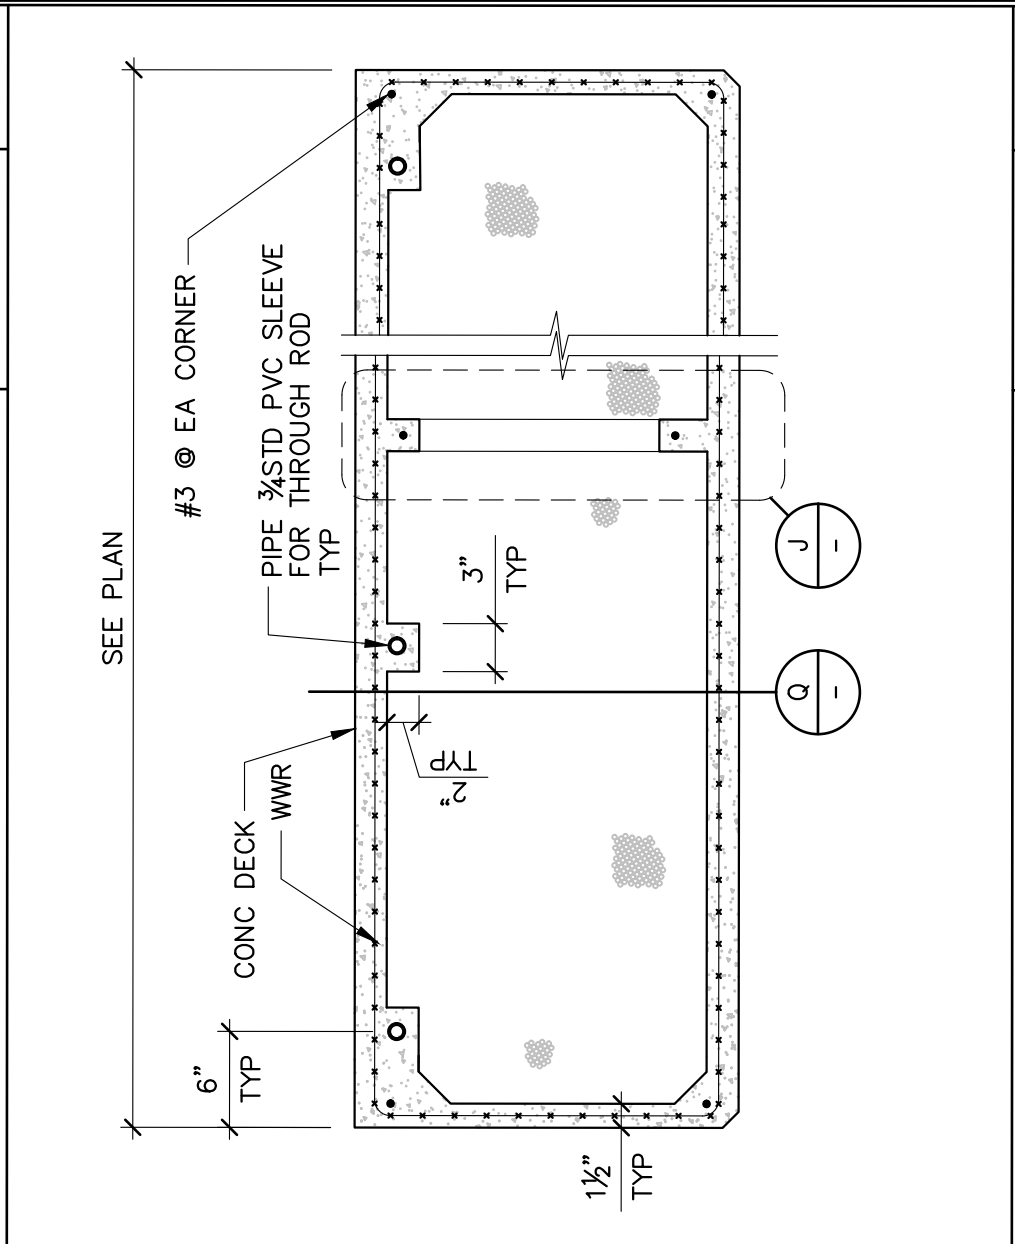 SEE PLAN
#3 @ EA CORNER
PIPE ¾STD PVC SLEEVE
FOR THROUGH ROD
TYP
CONC DECK
WWR
3"
TYP
2"
TYP
6"
TYP
1½"
TYP
J
-
Q
-